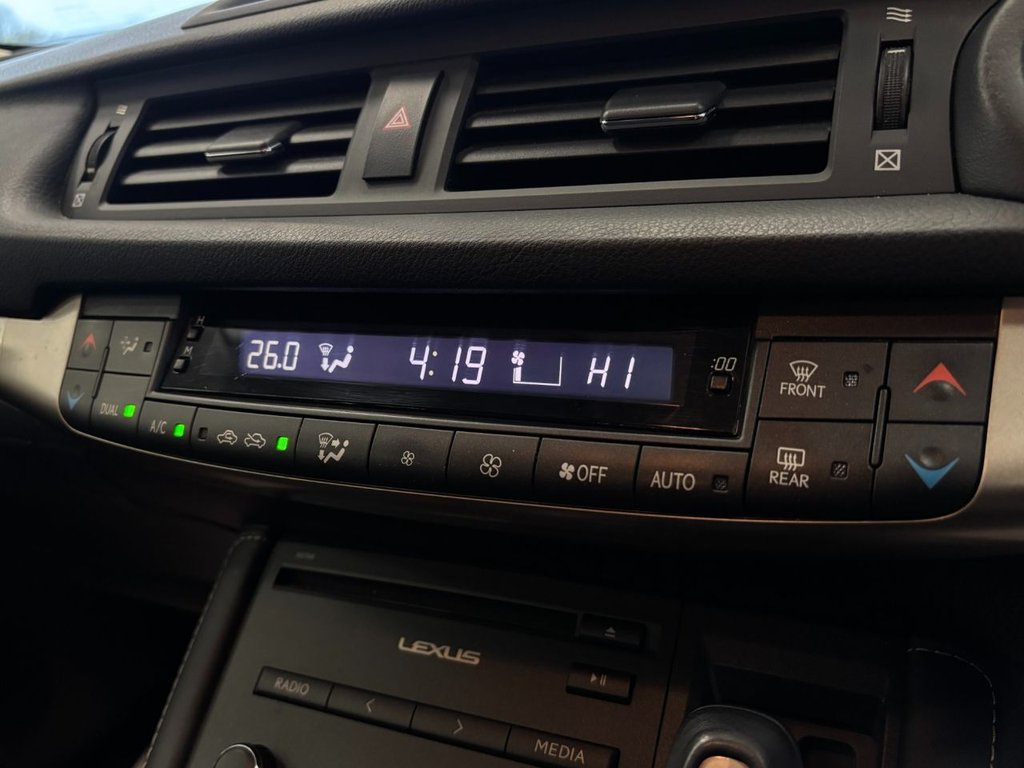 H
M
26.0 4:19 HI
:00
DUAL
A/C
OFF
AUTO
FRONT
REAR
LEXUS
RADIO
MEDIA